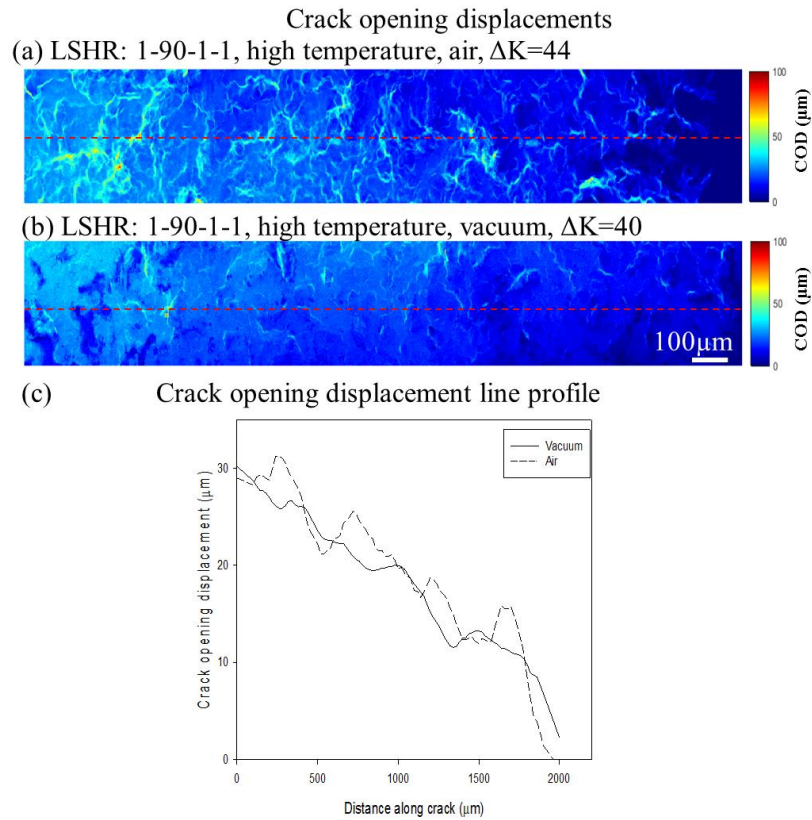 Crack opening displacements
(a) LSHR: 1-90-1-1, high temperature, air, ΔK=44
100
50
0
COD (µm)
(b) LSHR: 1-90-1-1, high temperature, vacuum, ΔK=40
100
50
0
COD (µm)
100µm
(c) Crack opening displacement line profile
Vacuum
Air
Crack opening displacement (µm)
30
20
10
0
0 500 1000 1500 2000
Distance along crack (µm)